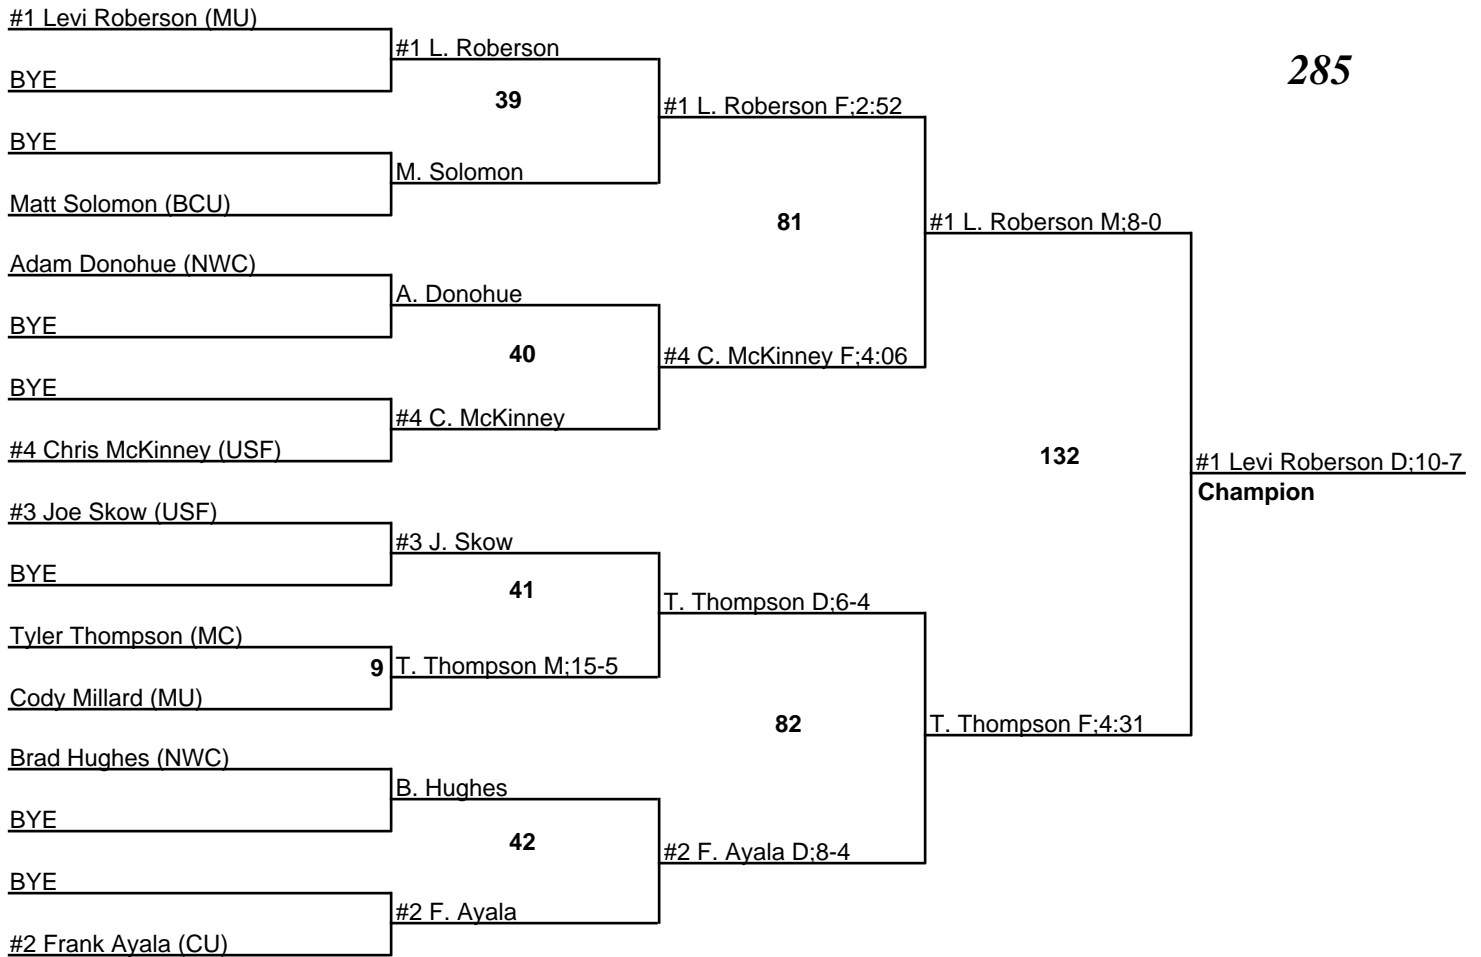 #1 Levi Roberson (MU)
BYE
BYE
Matt Solomon (BCU)
Adam Donohue (NWC)
BYE
BYE
#4 Chris McKinney (USF)
#3 Joe Skow (USF)
BYE
Tyler Thompson (MC)
Cody Millard (MU)
Brad Hughes (NWC)
BYE
BYE
#2 Frank Ayala (CU)
9
#1 L. Roberson
39
M. Solomon
A. Donohue
40
#4 C. McKinney
#3 J. Skow
41
T. Thompson M;15-5
B. Hughes
42
#2 F. Ayala
#1 L. Roberson F;2:52
81
#4 C. McKinney F;4:06
T. Thompson D;6-4
82
#2 F. Ayala D;8-4
#1 L. Roberson M;8-0
132
T. Thompson F;4:31
285
#1 Levi Roberson D;10-7
Champion